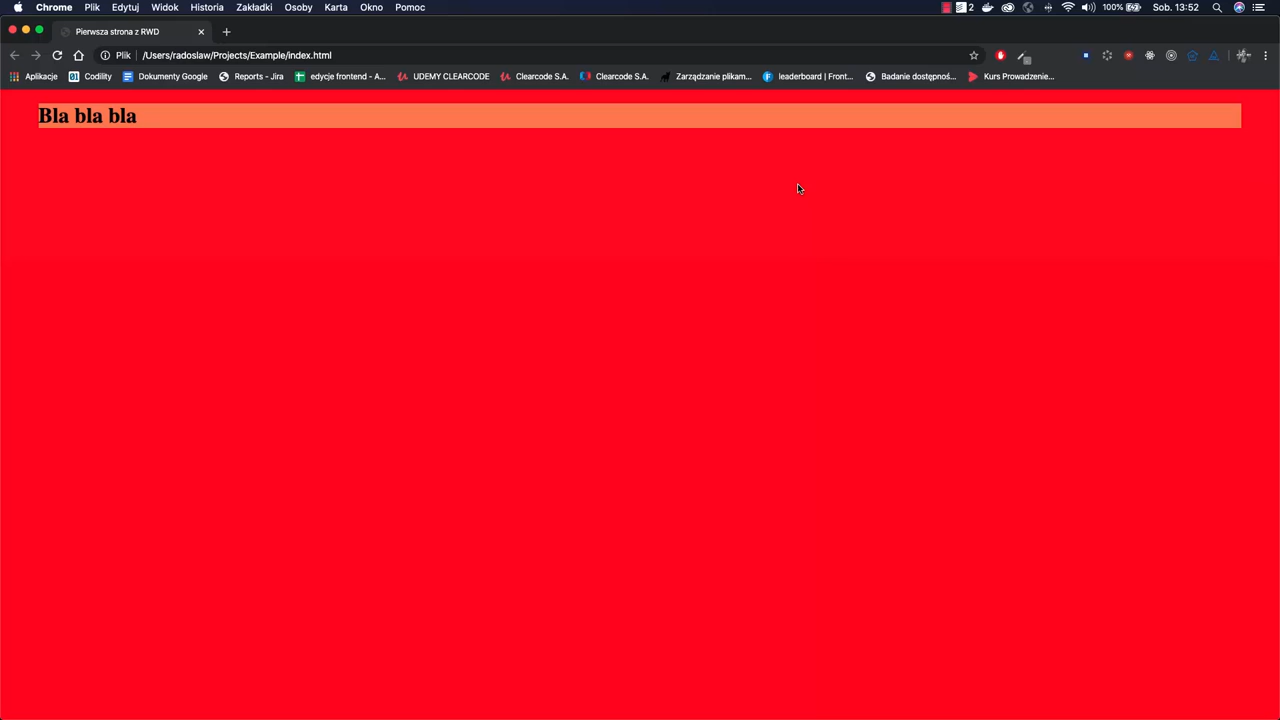 Chrome Plik Edytuj Widok Historia Zakładki Osoby Karta Okno Pomoc 2 100% Sob. 13:52
Pierwsza strona z RWD
Plik /Users/radoslaw/Projects/Example/index.html
Aplikacje Codility Dokumenty Google Reports - Jira edycje frontend - A... UDEMY CLEARCODE Clearcode S.A. Clearcode S.A. Zarządzanie plikam... leaderboard | Front... Badanie dostępnoś... Kurs Prowadzenie...
Bla bla bla